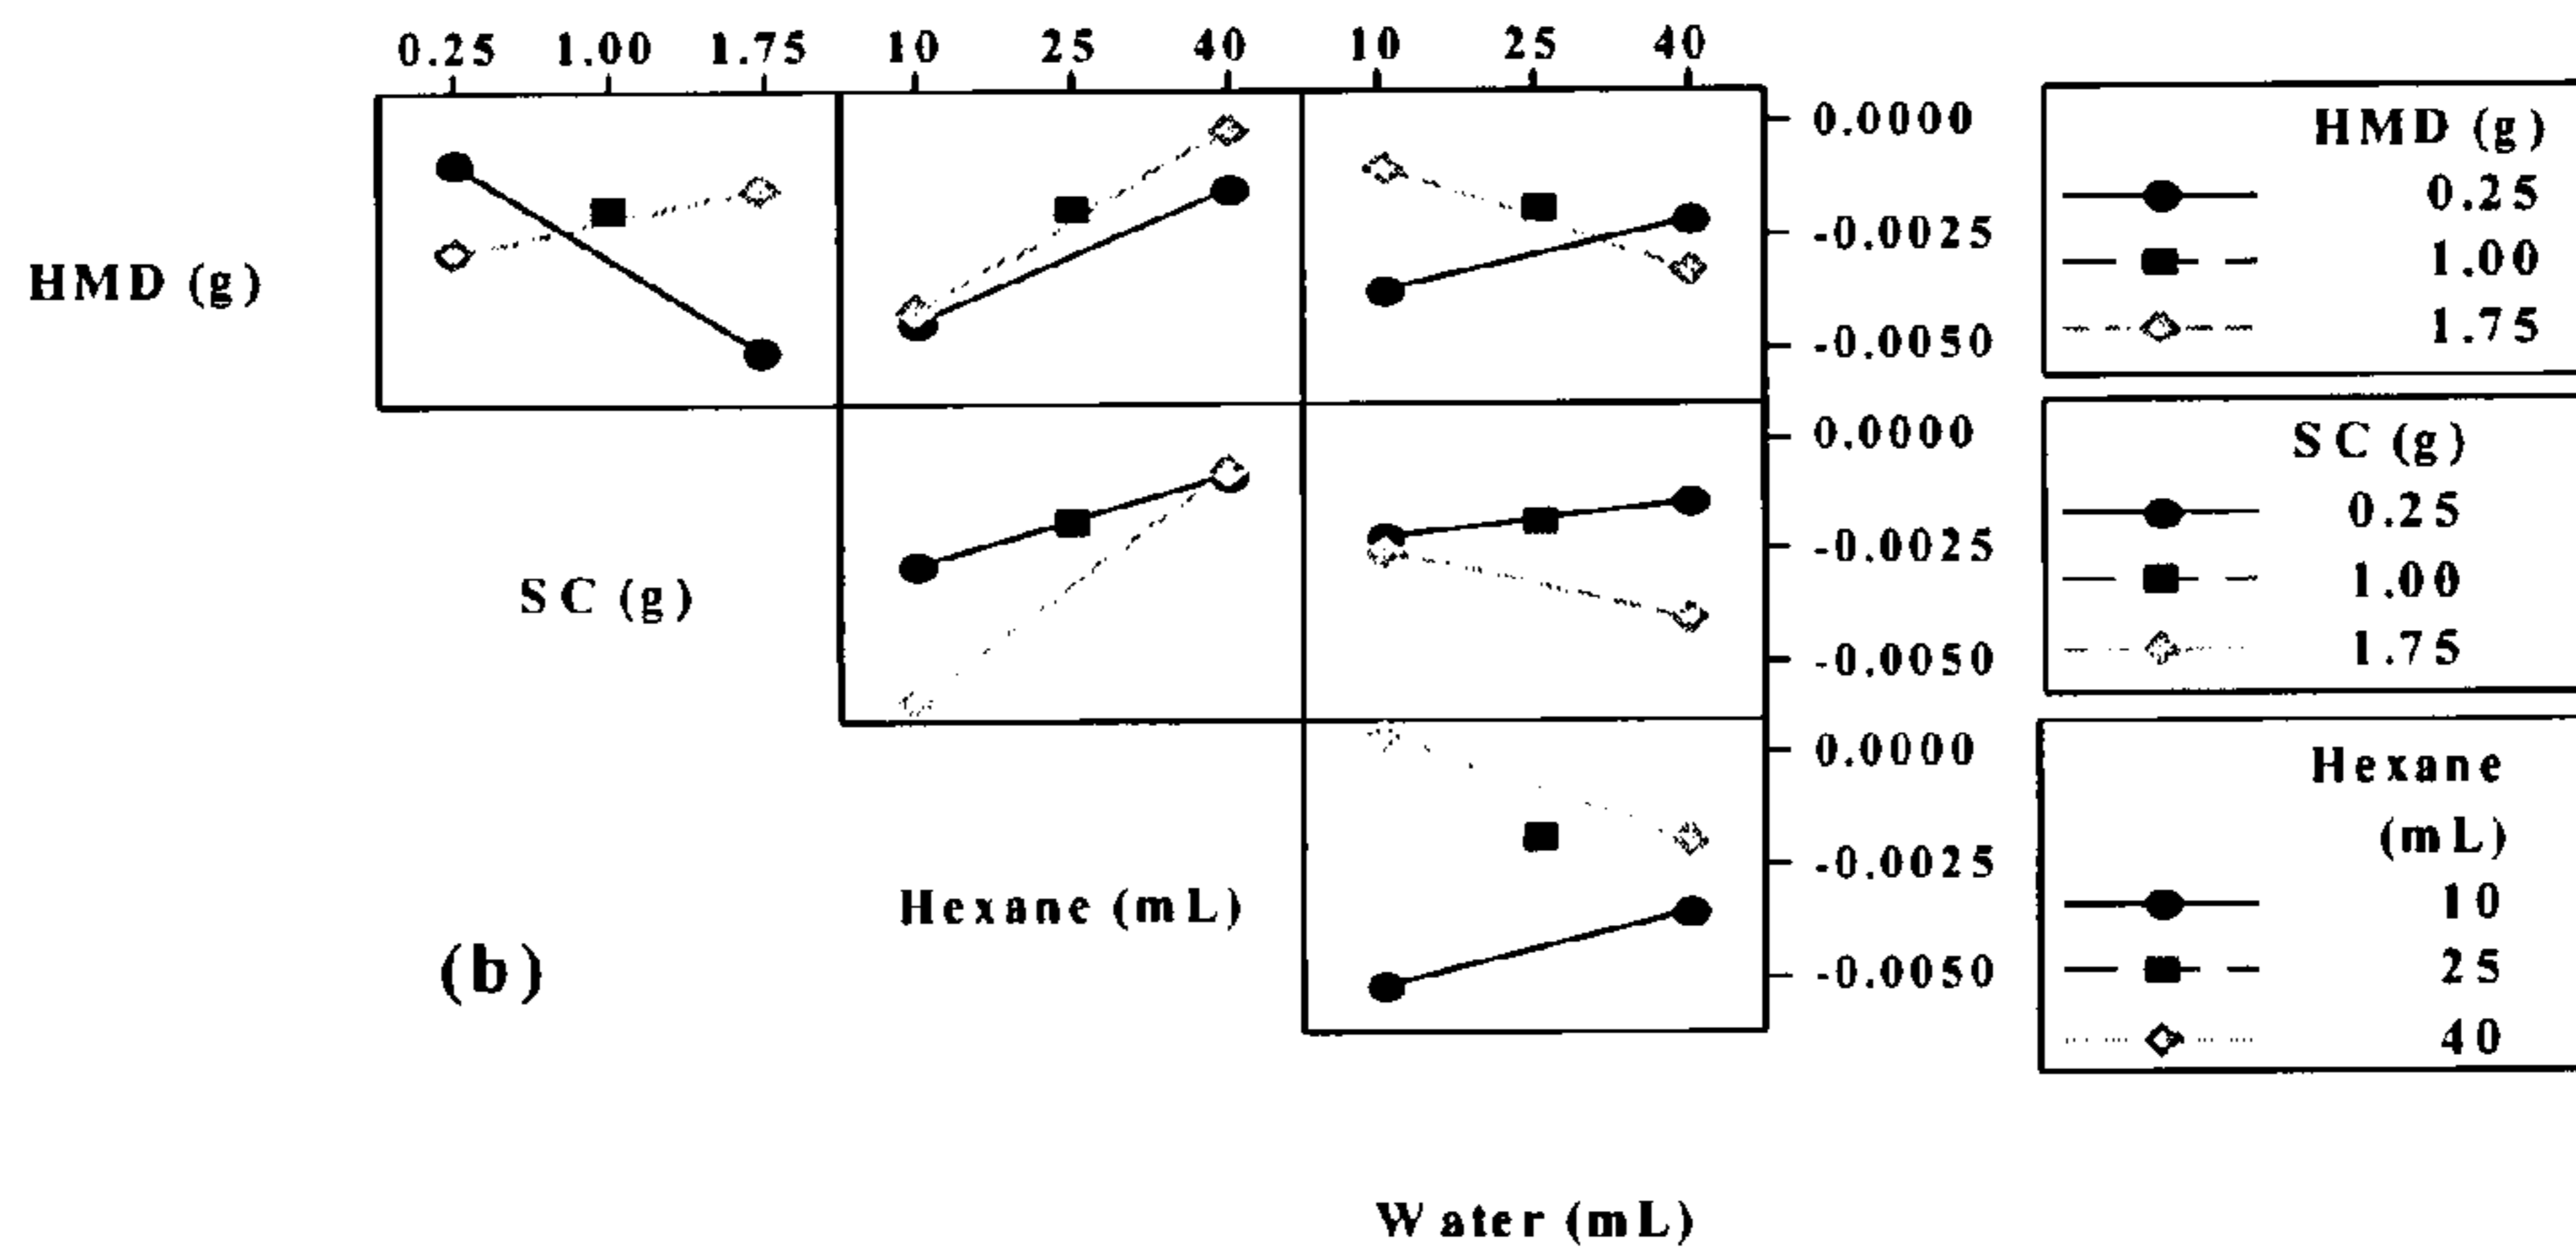 0.25 1.00 1.75 10 25 40 10 25 40
HMD (g)
0.0000
-0.0025
-0.0050
SC (g)
0.0000
-0.0025
-0.0050
Hexane (mL)
0.0000
-0.0025
-0.0050
(b)
Water (mL)
HMD (g)
0.25
1.00
1.75
SC (g)
0.25
1.00
1.75
Hexane
(mL)
10
25
40